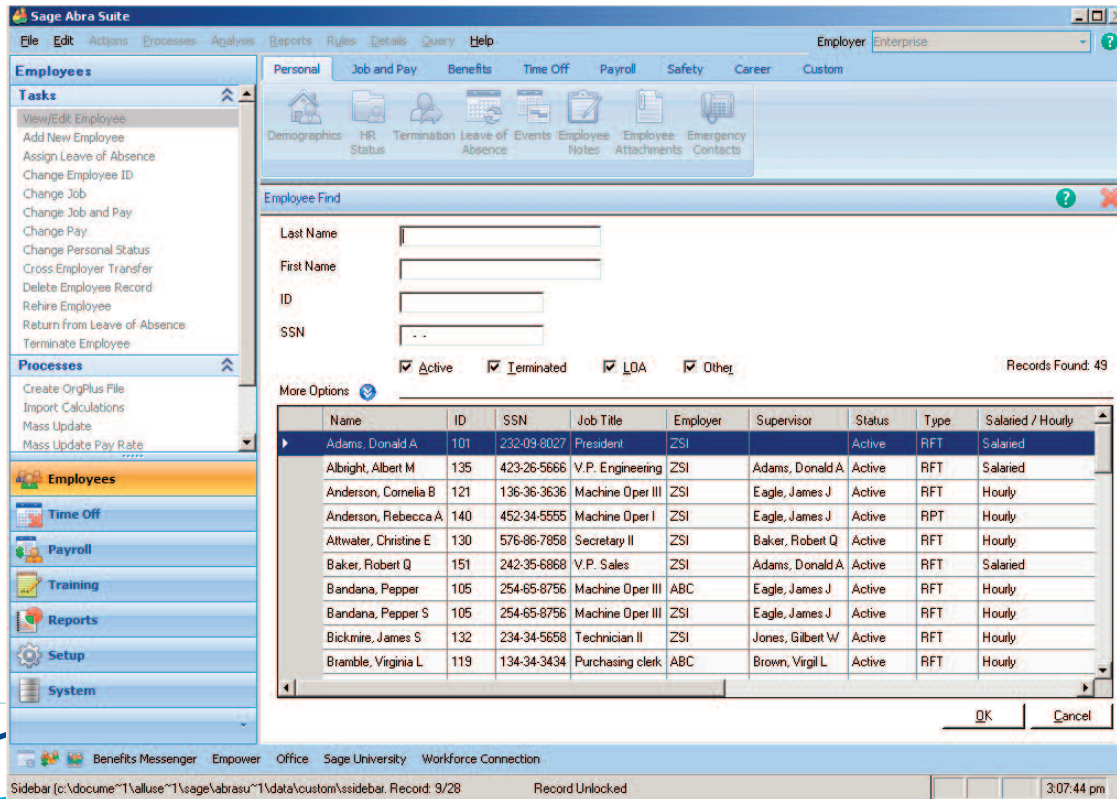 Sage Abra Suite
File Edit Actions Processes Analysis Reports Rules Details Query Help Employer Enterprise
Employees
Tasks
View/Edit Employee
Add New Employee
Assign Leave of Absence
Change Employee ID
Change Job
Change Job and Pay
Change Pay
Change Personal Status
Cross Employer Transfer
Delete Employee Record
Rehire Employee
Return from Leave of Absence
Terminate Employee
Processes
Create OrgPlus File
Import Calculations
Mass Update
Mass Update Pay Rate
Employees
Time Off
Payroll
Training
Reports
Setup
System
Personal Job and Pay Benefits Time Off Payroll Safety Career Custom
Demographics HR Status Termination Leave of Absence Events Employee Notes Employee Attachments Emergency Contacts
Employee Find
Last Name
First Name
ID
SSN - -
Active Terminated LOA Other Records Found: 49
More Options
Name ID SSN Job Title Employer Supervisor Status Type Salaried / Hourly
Adams, Donald A 101 232-09-8027 President ZSI Active RFT Salaried
Albright, Albert M 135 423-26-5666 V.P. Engineering ZSI Adams, Donald A Active RFT Salaried
Anderson, Cornelia B 121 136-36-3636 Machine Oper III ZSI Eagle, James J Active RFT Hourly
Anderson, Rebecca A 140 452-34-5555 Machine Oper I ZSI Eagle, James J Active RPT Hourly
Attwater, Christine E 130 576-86-7858 Secretary II ZSI Baker, Robert Q Active RFT Hourly
Baker, Robert Q 151 242-35-6868 V.P. Sales ZSI Adams, Donald A Active RFT Salaried
Bandana, Pepper 105 254-65-8756 Machine Oper III ABC Eagle, James J Active RFT Hourly
Bandana, Pepper S 105 254-65-8756 Machine Oper III ZSI Eagle, James J Active RFT Hourly
Bickmire, James S 132 234-34-5658 Technician II ZSI Jones, Gilbert W Active RFT Hourly
Bramble, Virginia L 119 134-34-3434 Purchasing clerk ABC Brown, Virgil L Active RFT Hourly
OK Cancel
Benefits Messenger Empower Office Sage University Workforce Connection
Sidebar (c:\docume~1\alluse~1\sage\abrasu~1\data\custom\ssidebar. Record: 9/28 Record Unlocked 3:07:44 pm